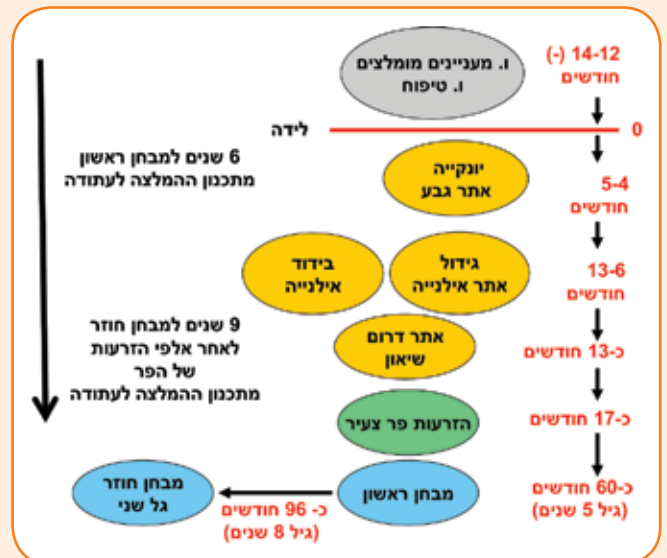 ו. מעניינים מומלצים
ו. טיפוח
14-12 (-)
חודשים
לידה
0
6 שנים למבחן ראשון
מתכנון ההמלצה לעתודה
יונקייה
אתר גבע
5-4
חודשים
בידוד
אילנייה
גידול
אתר אילנייה
13-6
חודשים
9 שנים למבחן חוזר
לאחר אלפי הזרעות
של הפר
מתכנון ההמלצה לעתודה
אתר דרום
שיאון
כ-13 חודשים
הזרעות פר צעיר
כ-17 חודשים
מבחן ראשון
כ-60 חודשים
(גיל 5 שנים)
כ- 96 חודשים
(גיל 8 שנים)
מבחן חוזר
גל שני